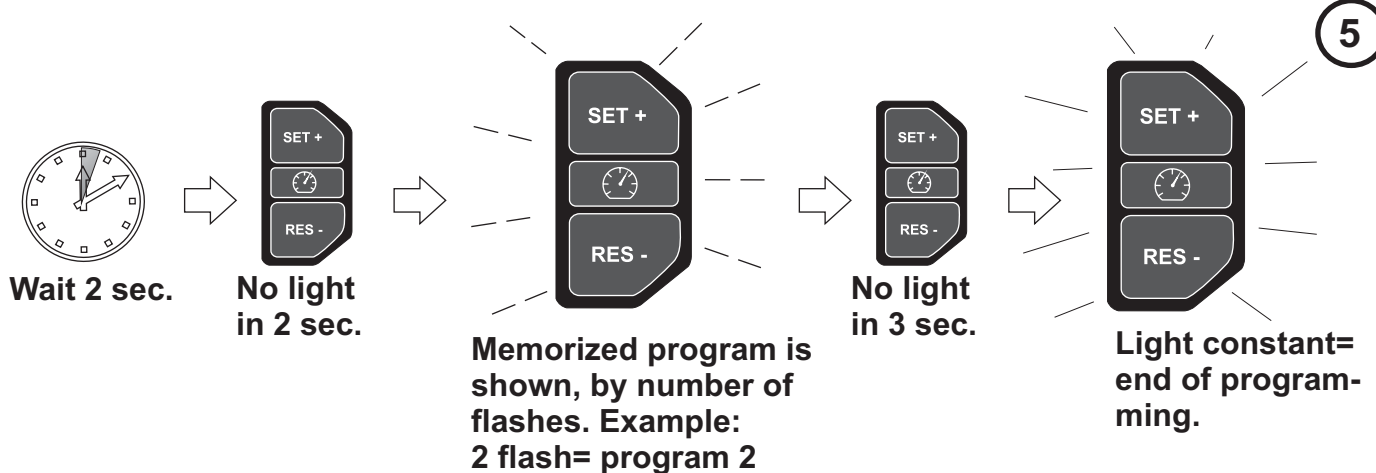 5
SET +
RES -
Wait 2 sec.
SET +
RES -
No light
in 2 sec.
SET +
RES -
Memorized program is
shown, by number of
flashes. Example:
2 flash= program 2
SET +
RES -
No light
in 3 sec.
SET +
RES -
Light constant=
end of program-
ming.